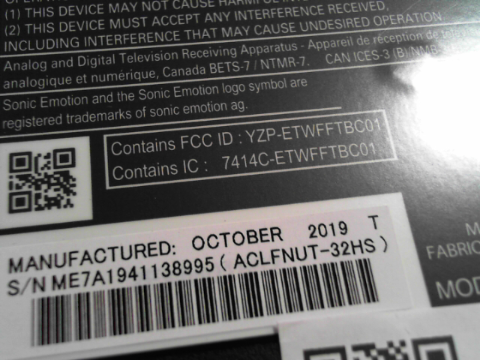 (1) THIS DEVICE MAY NOT CAUSE HARMFUL INTERFERENCE
(2) THIS DEVICE MUST ACCEPT ANY INTERFERENCE RECEIVED,
INCLUDING INTERFERENCE THAT MAY CAUSE UNDESIRED OPERATION.
Analog and Digital Television Receiving Apparatus - Appareil de réception de
analogique et numérique, Canada BETS-7 / NTMR-7. CAN ICES-3 (B)/NMB-3
Sonic Emotion and the Sonic Emotion logo symbol are
registered trademarks of sonic emotion ag.
Contains FCC ID : YZP-ETWFFTBC01
Contains IC : 7414C-ETWFFTBC01
MANUFACTURED: OCTOBER 2019 T
S/N ME7A1941138995 ( ACLFNUT-32HS )
M
FABRIC
MOD